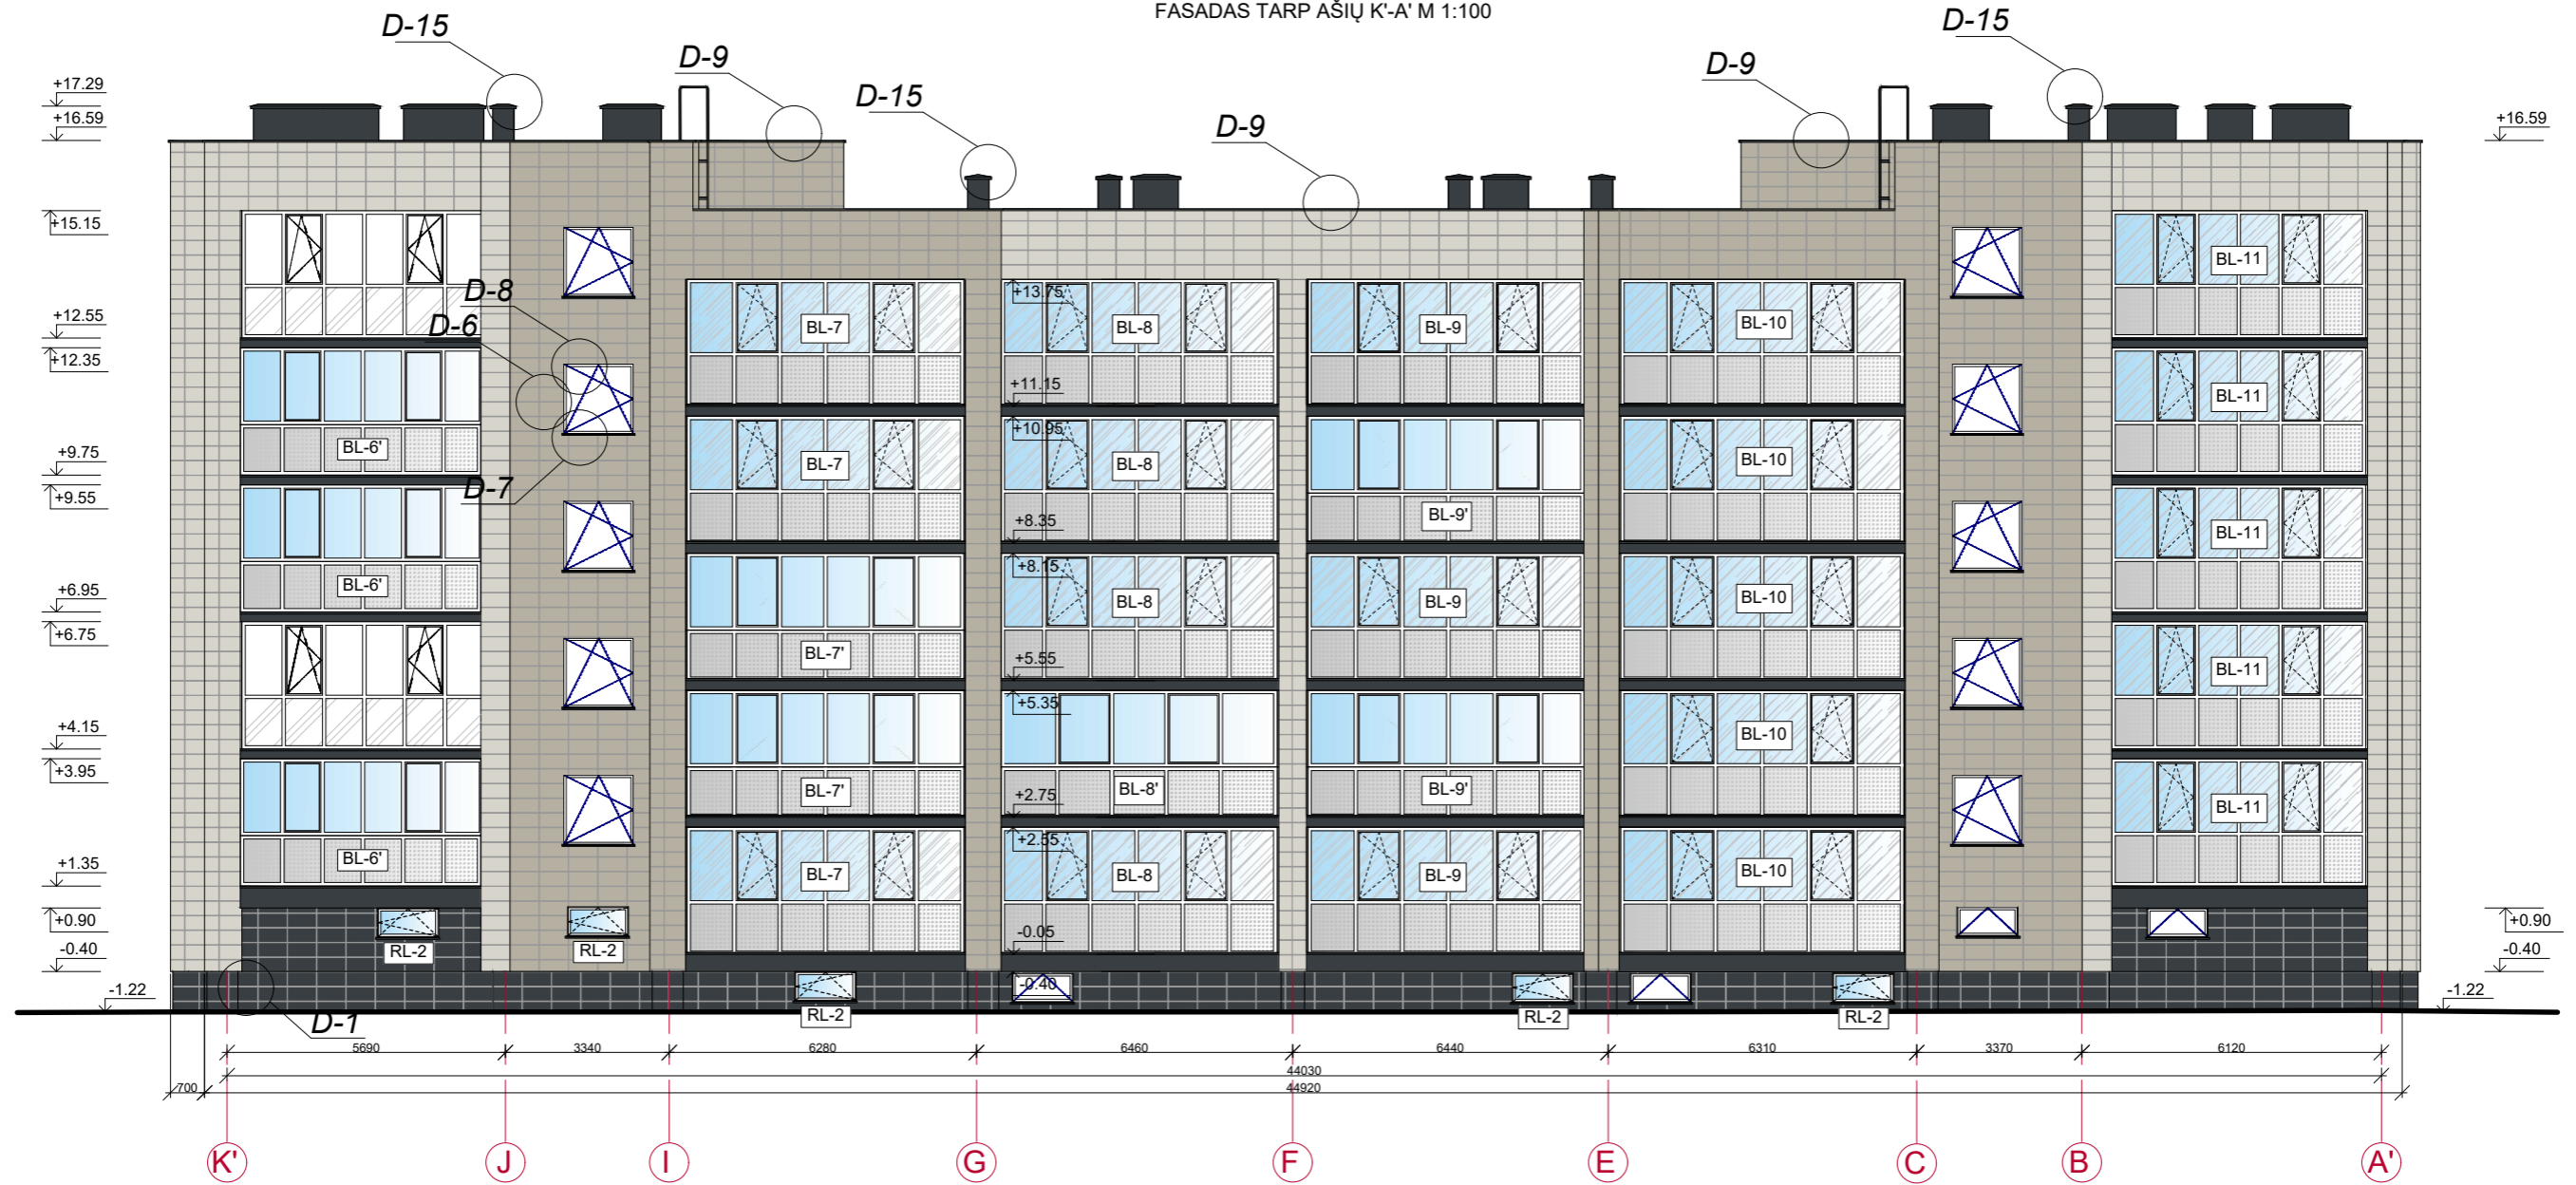 FASADAS TARP AŠIŲ K'-A' M 1:100
D-15
D-9
D-15
D-9
D-9
D-15
+17.29
+16.59
+16.59
+15.15
+12.55
+12.35
+9.75
+9.55
+6.95
+6.75
+4.15
+3.95
+1.35
+0.90
-0.40
-1.22
D-8
D-6
D-7
D-1
+13.75
+11.15
+10.95
+8.35
+8.15
+5.55
+5.35
+2.75
+2.55
-0.05
-0.40
+0.90
-0.40
-1.22
BL-11
BL-7
BL-8
BL-9
BL-10
BL-11
BL-6'
BL-7
BL-8
BL-9'
BL-10
BL-11
BL-6'
BL-7'
BL-8
BL-9
BL-10
BL-11
BL-7'
BL-8'
BL-9'
BL-10
BL-11
BL-6'
BL-7
BL-8
BL-9
BL-10
RL-2
RL-2
RL-2
RL-2
RL-2
5690
3340
6280
6460
6440
6310
3370
6120
44030
700
44920
K'
J
I
G
F
E
C
B
A'